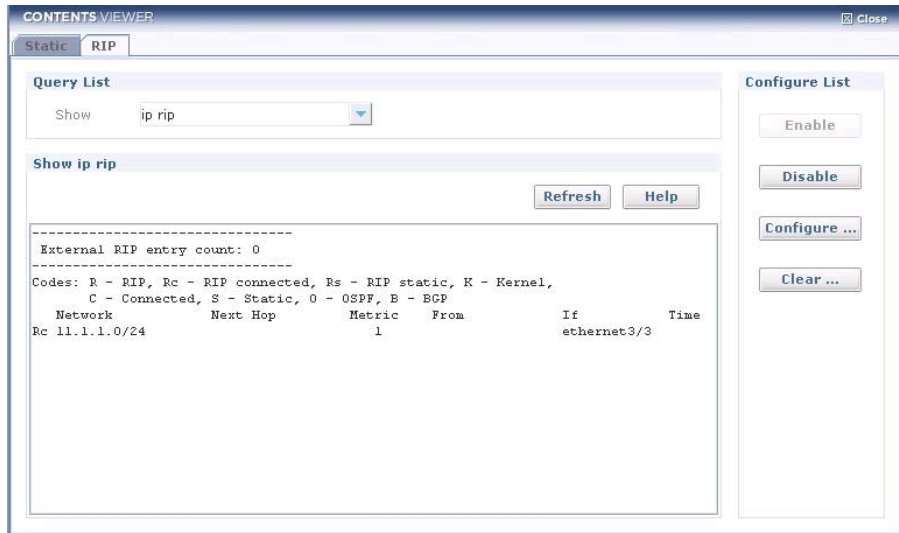 CONTENTS VIEWER
Close
Static RIP
Query List
Show ip rip
Show ip rip
Refresh Help
---------------------------------
External RIP entry count: 0
---------------------------------
Codes: R - RIP, Rc - RIP connected, Rs - RIP static, K - Kernel,
C - Connected, S - Static, O - OSPF, B - BGP
Network Next Hop Metric From If Time
Rc 11.1.1.0/24 1 ethernet3/3
Configure List
Enable
Disable
Configure ...
Clear ...